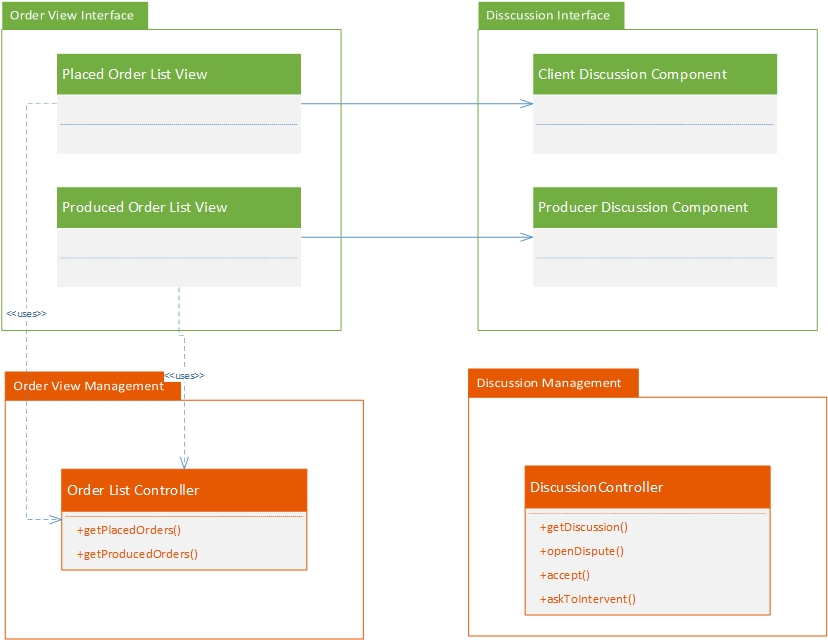 Order View Interface
Disscussion Interface
Placed Order List View
Client Discussion Component
Produced Order List View
Producer Discussion Component
<<uses>>
<<uses>>
Order View Management
Discussion Management
Order List Controller
+getPlacedOrders()
+getProducedOrders()
DiscussionController
+getDiscussion()
+openDispute()
+accept()
+askToIntervent()